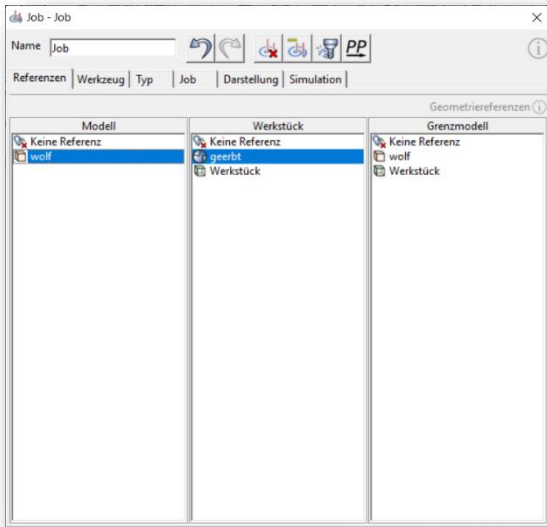 Job - Job
Name Job PP
Referenzen Werkzeug Typ Job Darstellung Simulation
Geometriereferenzen
Modell Werkstück Grenzmodell
Keine Referenz Keine Referenz Keine Referenz
wolf geerbt wolf
Werkstück Werkstück